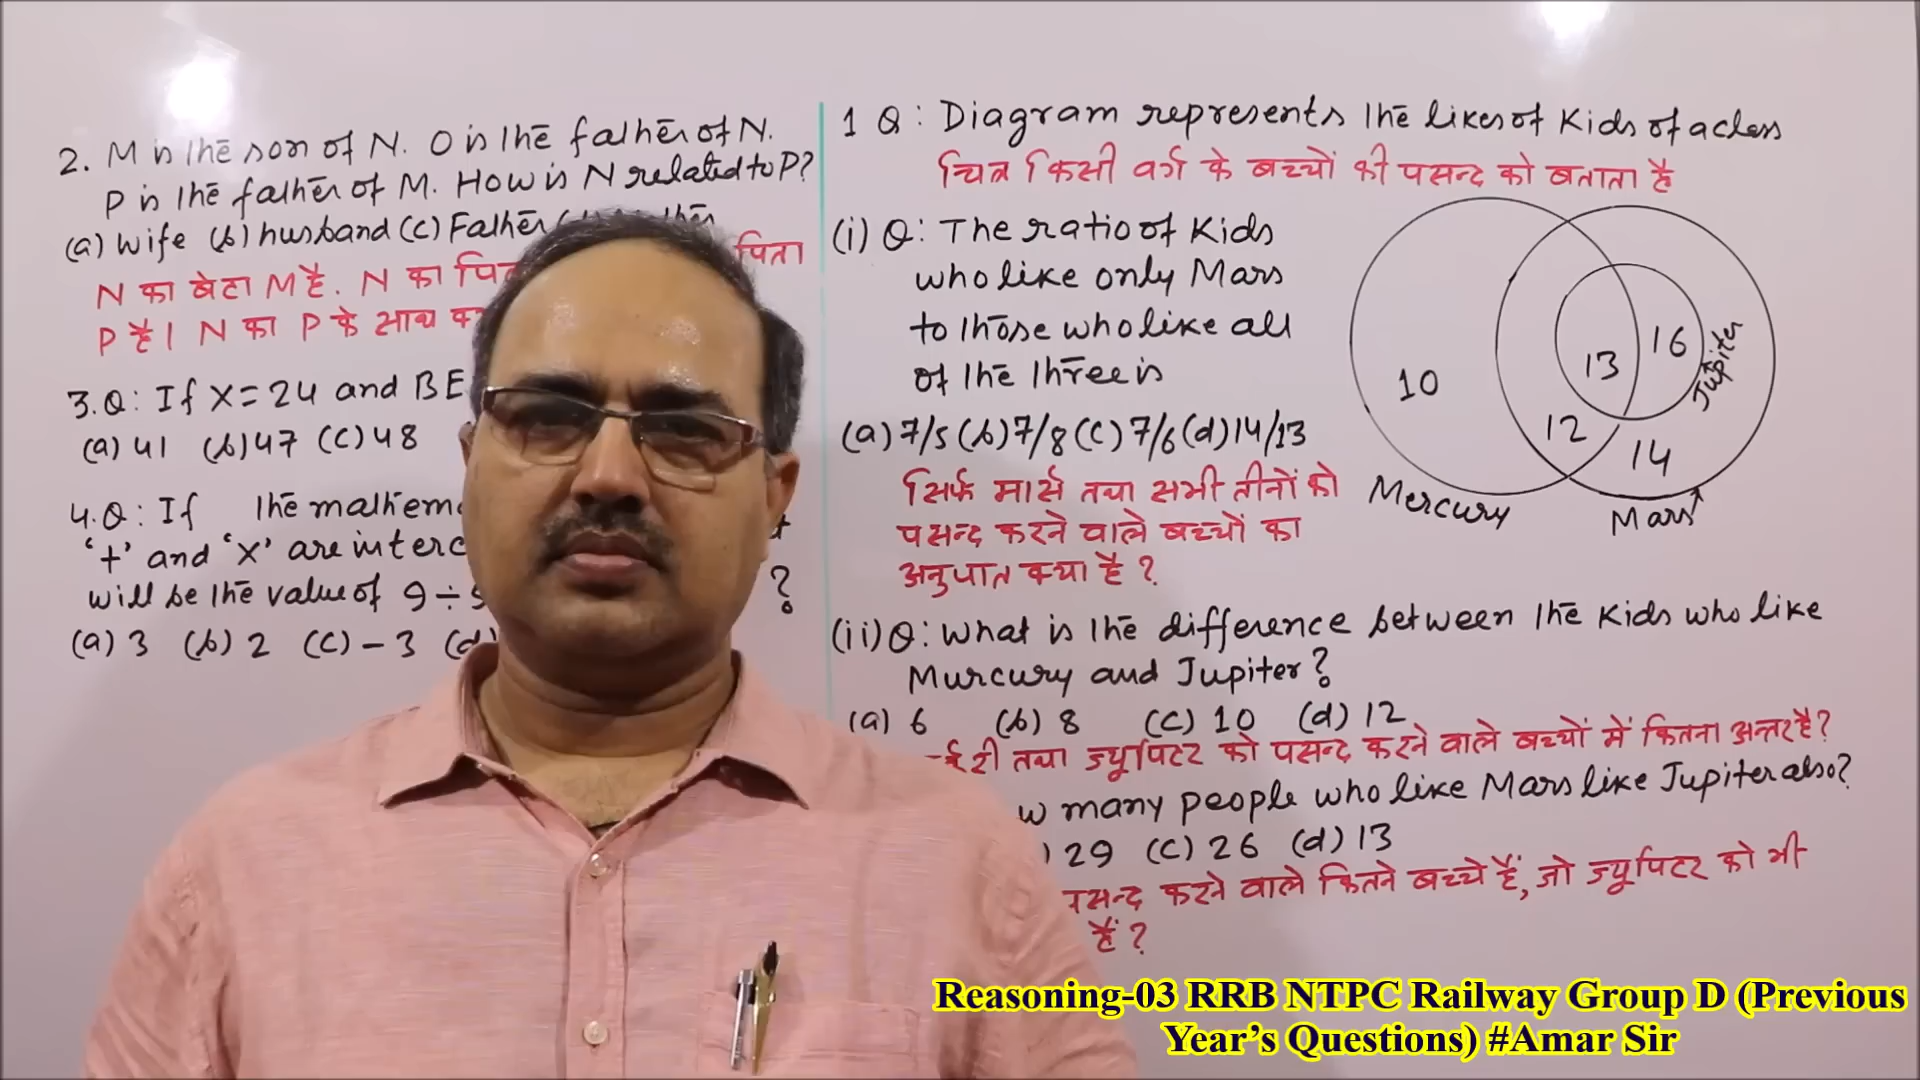 2. M is the son of N. O is the father of N.
P is the father of M. How is N related to P?
(a) wife (b) husband (c) Father
N का बेटा M है. N का पिता
P है। N का P के साथ
3.Q: If X=24 and BE
(a) 41 (b) 47 (c) 48
4.Q: If the
'+' and 'x' are
will be the value of 9÷ ?
(a) 3 (b) 2 (c) -3
1 Q: Diagram represents the likes of Kids of a class
चित्र किसी वर्ग के बच्चों की पसन्द को बताता है
(i) Q: The ratio of Kids
who like only Mars
to those who like all
of the three is
(a) 7/5 (b) 7/8 (c) 7/6 (d) 14/13
सिर्फ मार्स तथा सभी तीनों को
पसन्द करने वाले बच्चों का
अनुपात क्या है ?
10
13
16
12
14
Jupiter
Mercury
Mars
(ii) Q: What is the difference between the Kids who like
Murcury and Jupiter?
(a) 6 (b) 8 (c) 10 (d) 12
तथा ज्यूपिटर को पसन्द करने वाले बच्चों में कितना अन्तर है?
many people who like Mars like Jupiter also?
29 (c) 26 (d) 13
करने वाले कितने बच्चे हैं, जो ज्यूपिटर को भी
हैं ?
Reasoning-03 RRB NTPC Railway Group D (Previous
Year's Questions) #Amar Sir